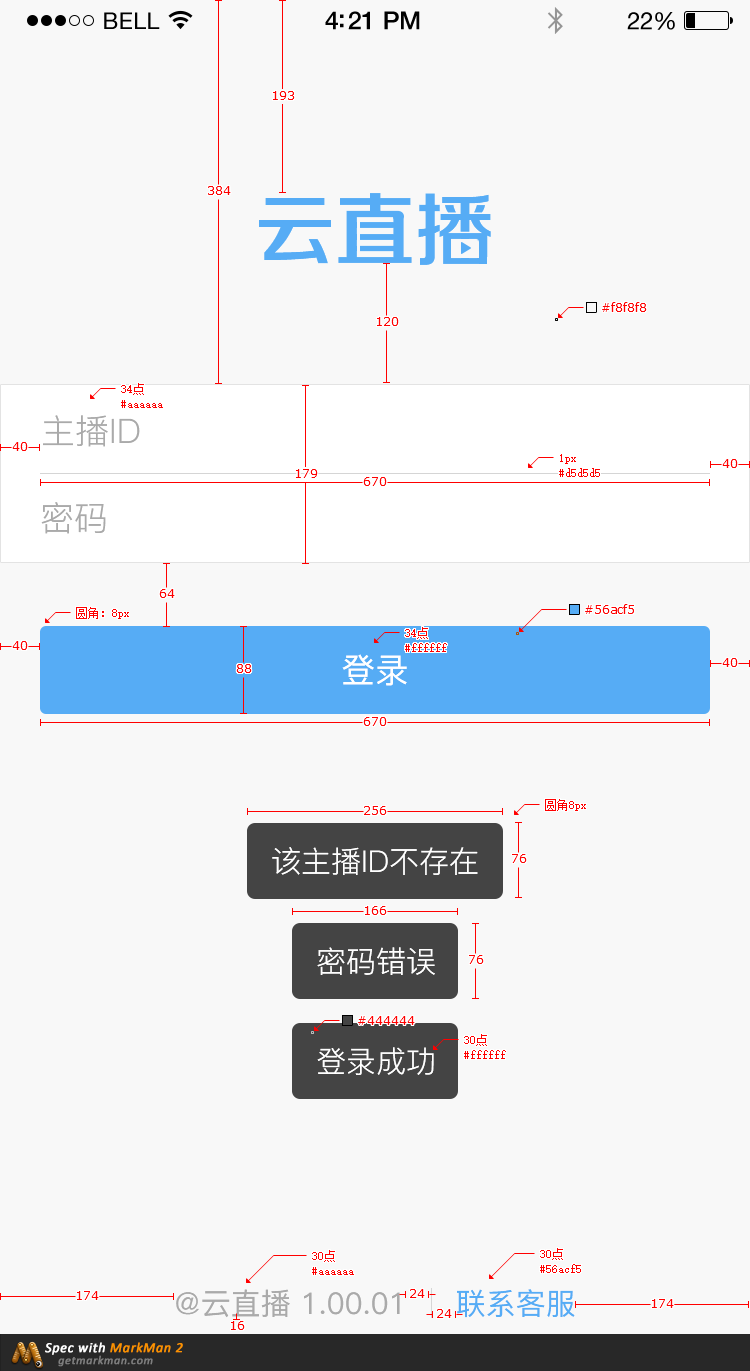 BELL 4:21 PM 22%
193
384
云直播
#f8f8f8
120
34点
#aaaaaa
主播ID
40
1px
40
#d5d5d5
179
670
密码
64
圆角：8px
#56acf5
34点
#ffffff
40
88
登录
40
670
256
圆角8px
该主播ID不存在
76
166
密码错误
76
#444444
30点
#ffffff
登录成功
30点
#aaaaaa
30点
#56acf5
174
@云直播 1.00.01
24
联系客服
174
24
16
Spec with MarkMan 2
getmarkman.com